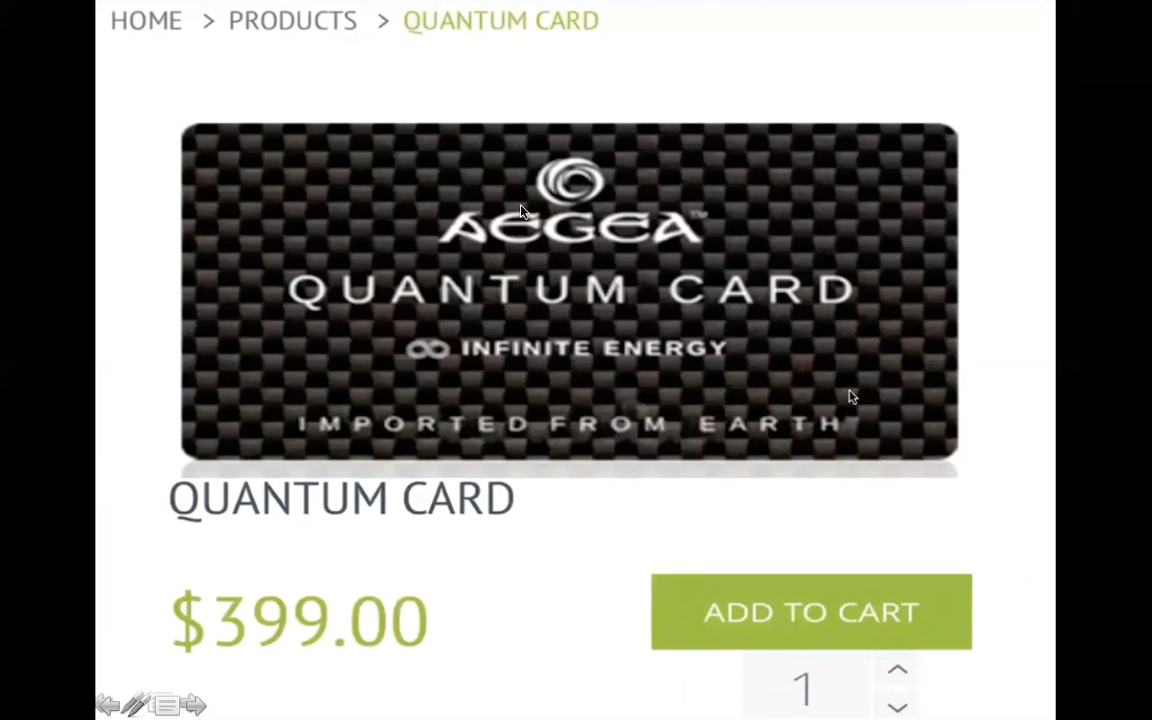 HOME > PRODUCTS > QUANTUM CARD
AEGEA™
QUANTUM CARD
∞ INFINITE ENERGY
IMPORTED FROM EARTH
QUANTUM CARD
$399.00
ADD TO CART
1